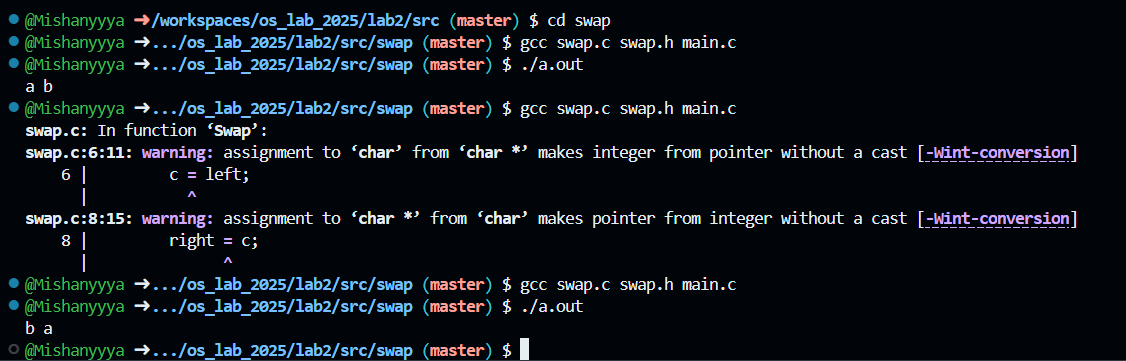 @Mishanyyya ➜/workspaces/os_lab_2025/lab2/src (master) $ cd swap
@Mishanyyya ➜.../os_lab_2025/lab2/src/swap (master) $ gcc swap.c swap.h main.c
@Mishanyyya ➜.../os_lab_2025/lab2/src/swap (master) $ ./a.out
a b
@Mishanyyya ➜.../os_lab_2025/lab2/src/swap (master) $ gcc swap.c swap.h main.c
swap.c: In function ‘Swap’:
swap.c:6:11: warning: assignment to ‘char’ from ‘char *’ makes integer from pointer without a cast [-Wint-conversion]
    6 |         c = left;
      |           ^
swap.c:8:15: warning: assignment to ‘char *’ from ‘char’ makes pointer from integer without a cast [-Wint-conversion]
    8 |         right = c;
      |               ^
@Mishanyyya ➜.../os_lab_2025/lab2/src/swap (master) $ gcc swap.c swap.h main.c
@Mishanyyya ➜.../os_lab_2025/lab2/src/swap (master) $ ./a.out
b a
@Mishanyyya ➜.../os_lab_2025/lab2/src/swap (master) $